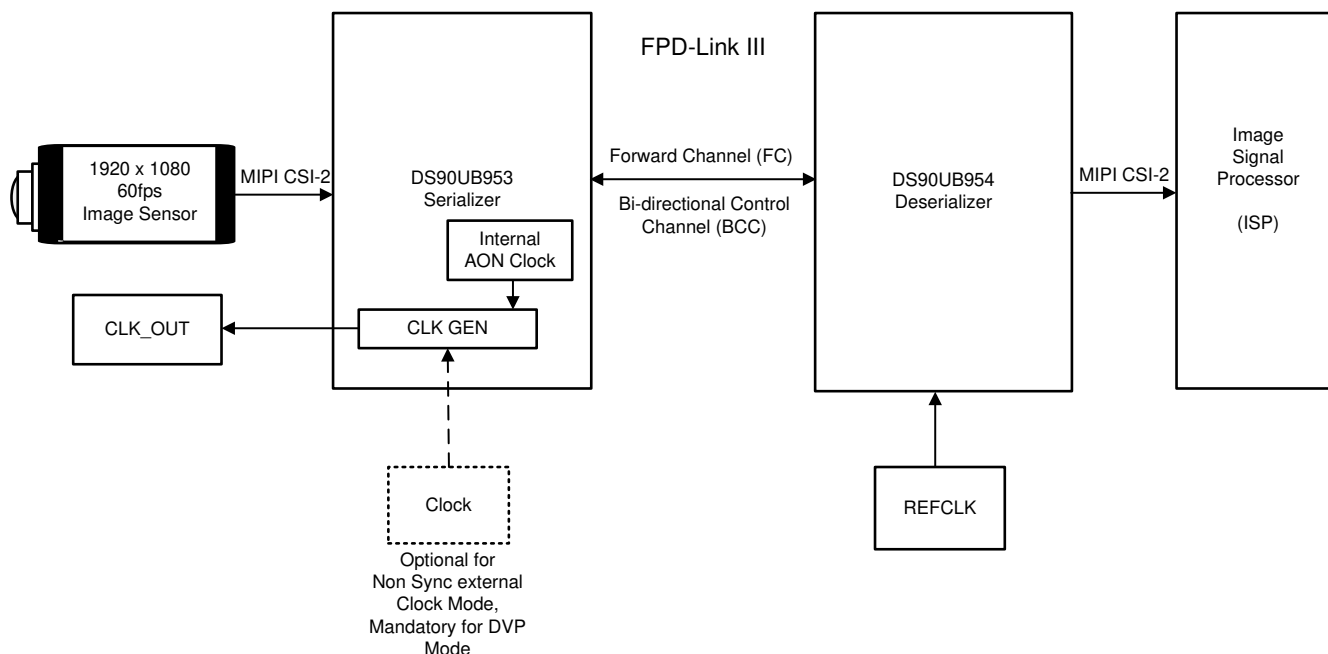 FPD-Link III
1920 x 1080
60fps
Image Sensor
MIPI CSI-2
DS90UB953
Serializer
Internal
AON Clock
CLK GEN
CLK_OUT
Clock
Optional for
Non Sync external
Clock Mode,
Mandatory for DVP
Mode
Forward Channel (FC)
Bi-directional Control
Channel (BCC)
DS90UB954
Deserializer
REFCLK
MIPI CSI-2
Image
Signal
Processor
(ISP)